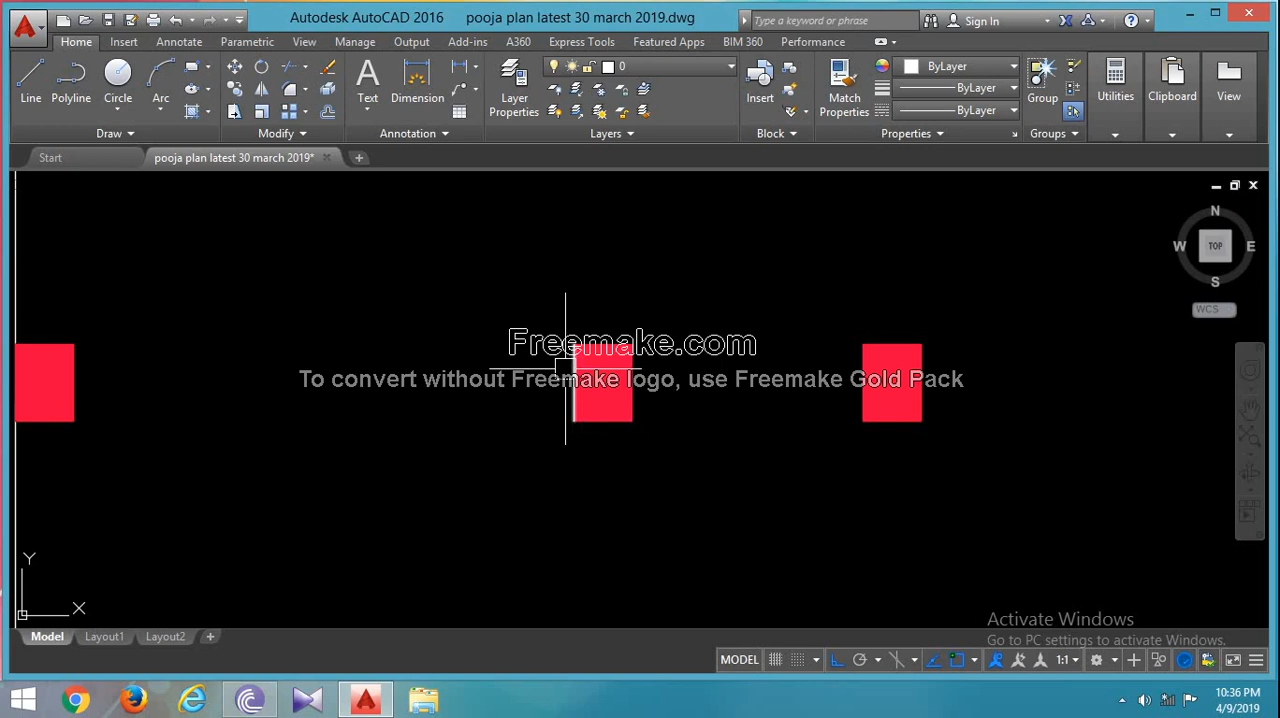 Autodesk AutoCAD 2016 pooja plan latest 30 march 2019.dwg
Type a keyword or phrase
Sign In
Home Insert Annotate Parametric View Manage Output Add-ins A360 Express Tools Featured Apps BIM 360 Performance
0
ByLayer
ByLayer
ByLayer
Line Polyline Circle Arc Text Dimension Layer Properties Insert Match Properties Group Utilities Clipboard View
Draw Modify Annotation Layers Block Properties Groups
Start pooja plan latest 30 march 2019*
N
W TOP E
S
WCS
Freemake.com
To convert without Freemake logo, use Freemake Gold Pack
Y
X
Activate Windows
Go to PC settings to activate Windows.
Model Layout1 Layout2
MODEL 1:1
10:36 PM
4/9/2019